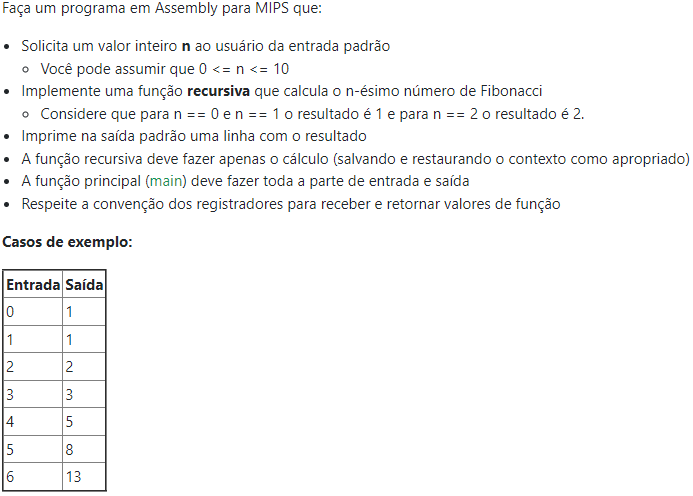 Faça um programa em Assembly para MIPS que:
Solicita um valor inteiro n ao usuário da entrada padrão
Você pode assumir que 0 <= n <= 10
Implemente uma função recursiva que calcula o n-ésimo número de Fibonacci
Considere que para n == 0 e n == 1 o resultado é 1 e para n == 2 o resultado é 2.
Imprime na saída padrão uma linha com o resultado
A função recursiva deve fazer apenas o cálculo (salvando e restaurando o contexto como apropriado)
A função principal (main) deve fazer toda a parte de entrada e saída
Respeite a convenção dos registradores para receber e retornar valores de função
Casos de exemplo:
Entrada Saída
0 1
1 1
2 2
3 3
4 5
5 8
6 13